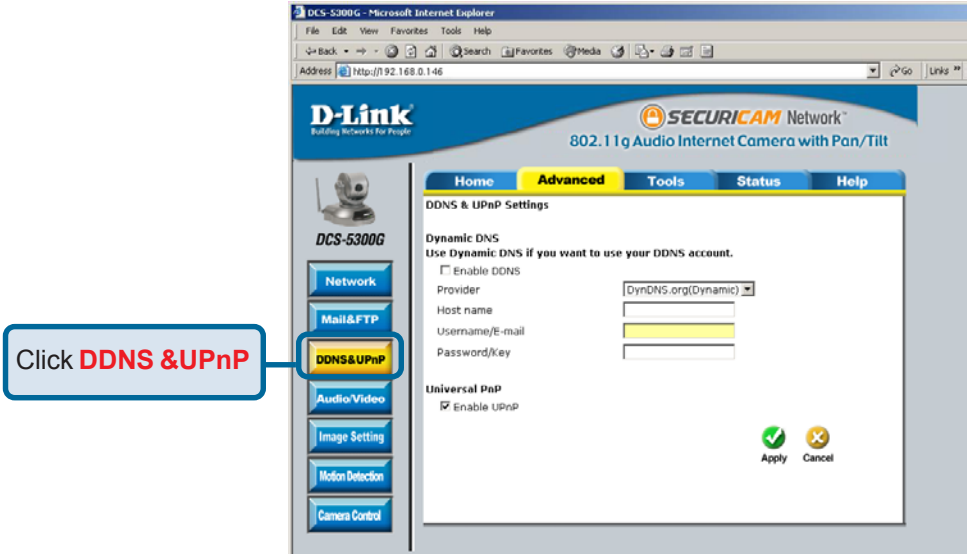 DCS-5300G - Microsoft Internet Explorer
File Edit View Favorites Tools Help
Back Search Favorites Media
Address http://192.168.0.146 Go Links »
D-Link
Building Networks for People
SECURICAM Network™
802.11g Audio Internet Camera with Pan/Tilt
Home Advanced Tools Status Help
DCS-5300G
DDNS & UPnP Settings
Dynamic DNS
Use Dynamic DNS if you want to use your DDNS account.
Enable DDNS
Provider DynDNS.org(Dynamic)
Host name
Username/E-mail
Password/Key
Universal PnP
Enable UPnP
Apply Cancel
Network
Mail&FTP
DDNS&UPnP
Audio/Video
Image Setting
Motion Detection
Camera Control
Click DDNS &UPnP